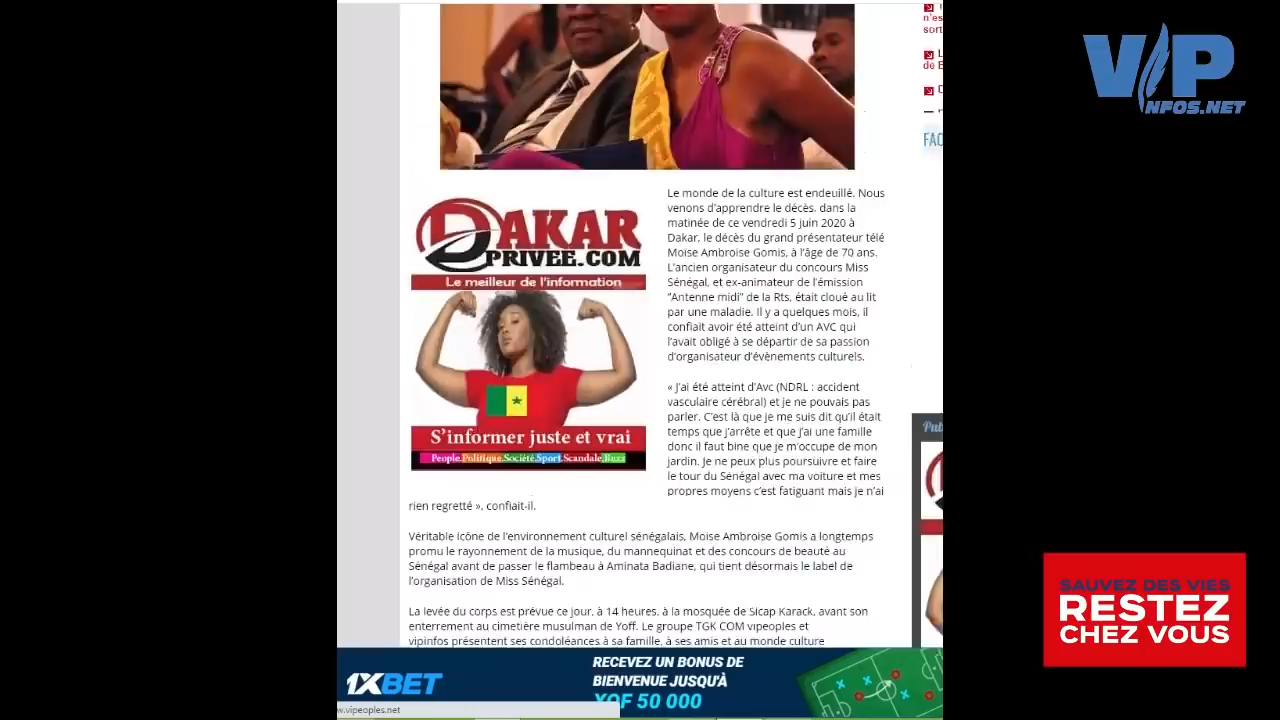 VIP
INFOS.NET
n'es
sort
de E
FAC
DAKAR
PRIVEE.COM
Le meilleur de l'information
S'informer juste et vrai
People.Politique.Société.Sport.Scandale.Buzz
Le monde de la culture est endeuillé. Nous
venons d'apprendre le décès, dans la
matinée de ce vendredi 5 juin 2020 à
Dakar, le décès du grand présentateur télé
Moïse Ambroise Gomis, à l'âge de 70 ans.
L'ancien organisateur du concours Miss
Sénégal, et ex-animateur de l'émission
"Antenne midi" de la Rts, était cloué au lit
par une maladie. Il y a quelques mois, il
confiait avoir été atteint d'un AVC qui
l'avait obligé à se départir de sa passion
d'organisateur d'évènements culturels.
« J'ai été atteint d'Avc (NDRL : accident
vasculaire cérébral) et je ne pouvais pas
parler. C'est là que je me suis dit qu'il était
temps que j'arrête et que j'ai une famille
donc il faut bine que je m'occupe de mon
jardin. Je ne peux plus poursuivre et faire
le tour du Sénégal avec ma voiture et mes
propres moyens c'est fatiguant mais je n'ai
rien regretté », confiait-il.
Véritable icône de l'environnement culturel sénégalais, Moise Ambroise Gomis a longtemps
promu le rayonnement de la musique, du mannequinat et des concours de beauté au
Sénégal avant de passer le flambeau à Aminata Badiane, qui tient désormais le label de
l'organisation de Miss Sénégal.
La levée du corps est prévue ce jour, à 14 heures, à la mosquée de Sicap Karack, avant son
enterrement au cimetière musulman de Yoff. Le groupe TGK COM vipeoples et
vipinfos présentent ses condoléances à sa famille, à ses amis et au monde culture
Pub
SAUVEZ DES VIES
RESTEZ
CHEZ VOUS
1XBET
RECEVEZ UN BONUS DE
BIENVENUE JUSQU'À
XOF 50 000
w.vipeoples.net